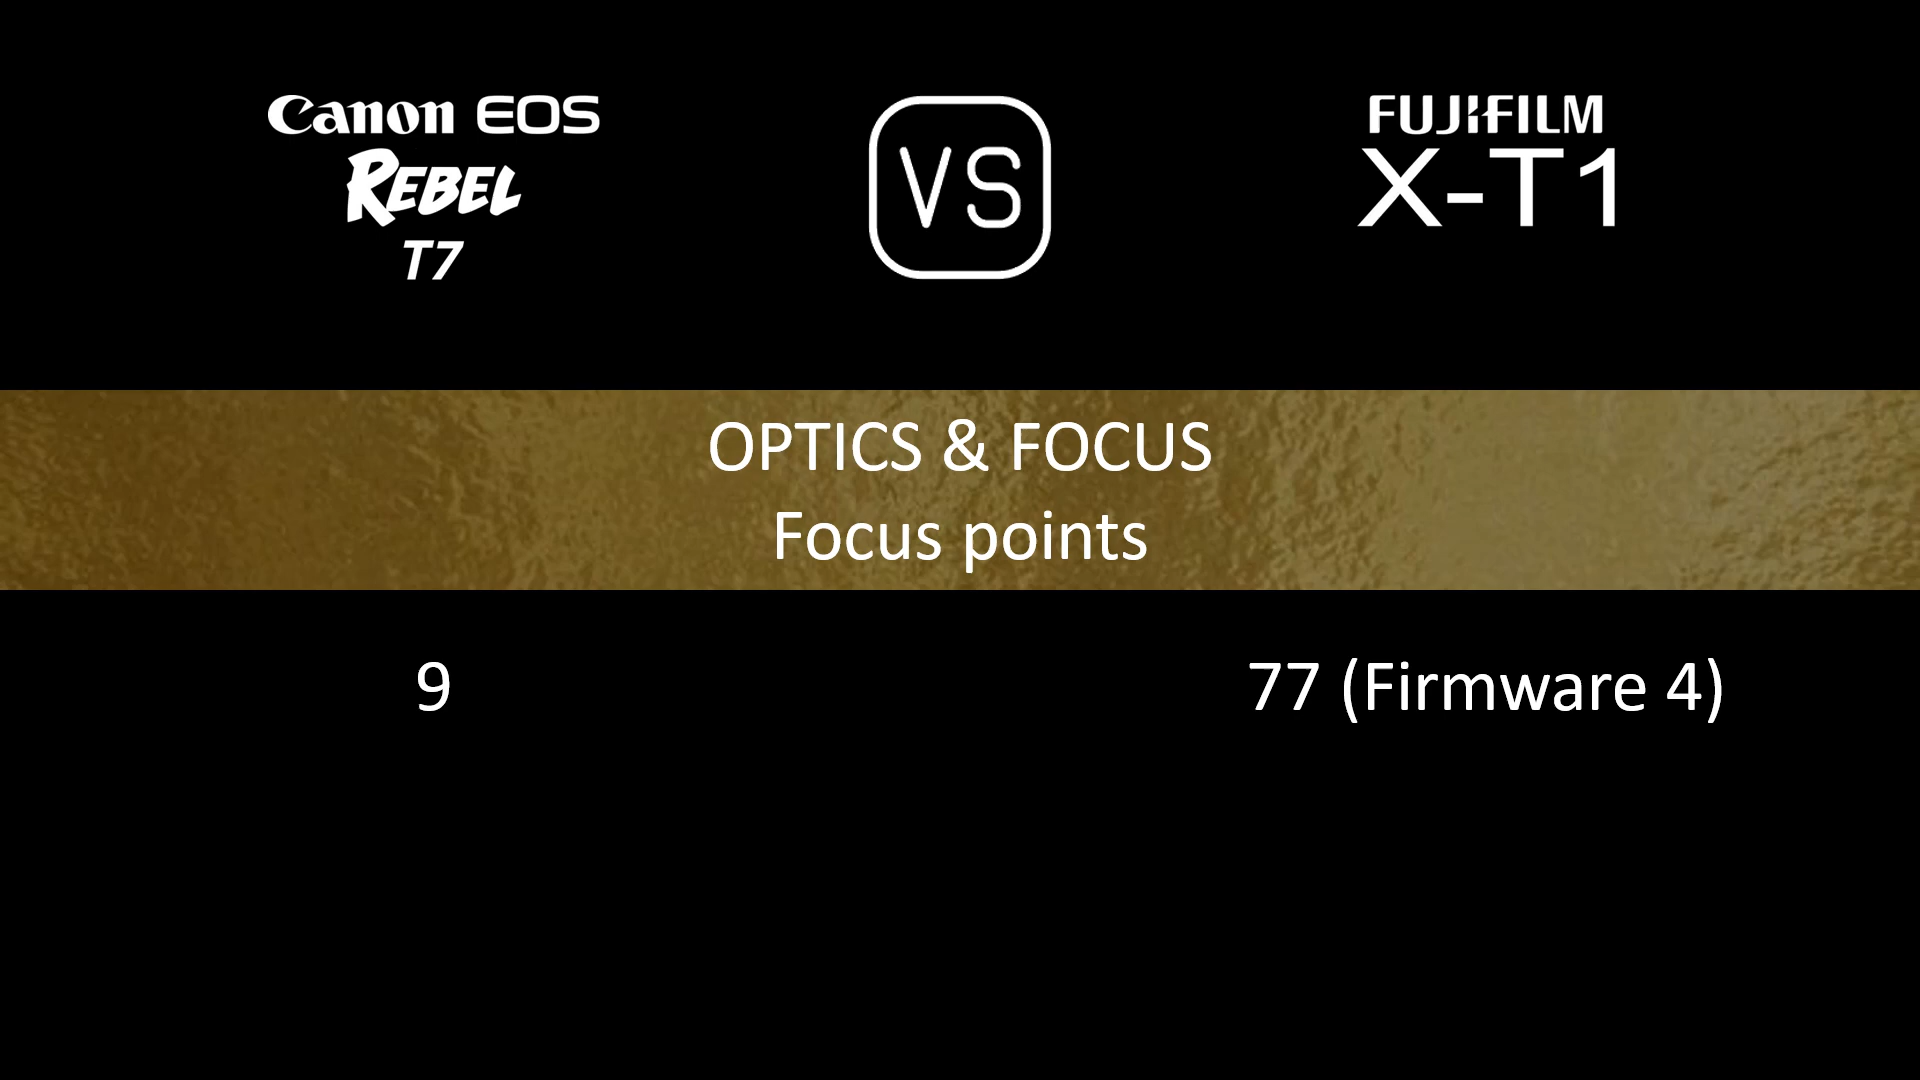 Canon EOS
REBEL
T7
VS
FUJIFILM
X-T1
OPTICS & FOCUS
Focus points
9
77 (Firmware 4)